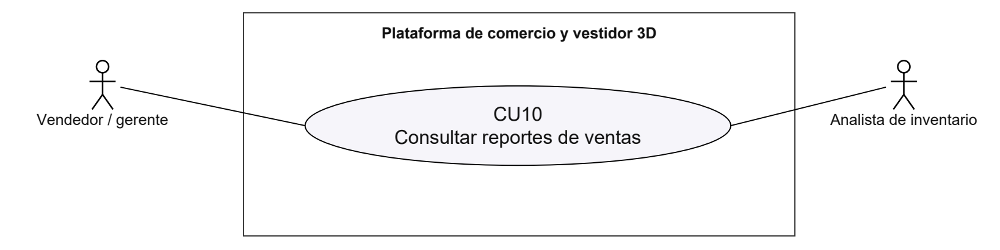 Plataforma de comercio y vestidor 3D
Vendedor / gerente
CU10
Consultar reportes de ventas
Analista de inventario